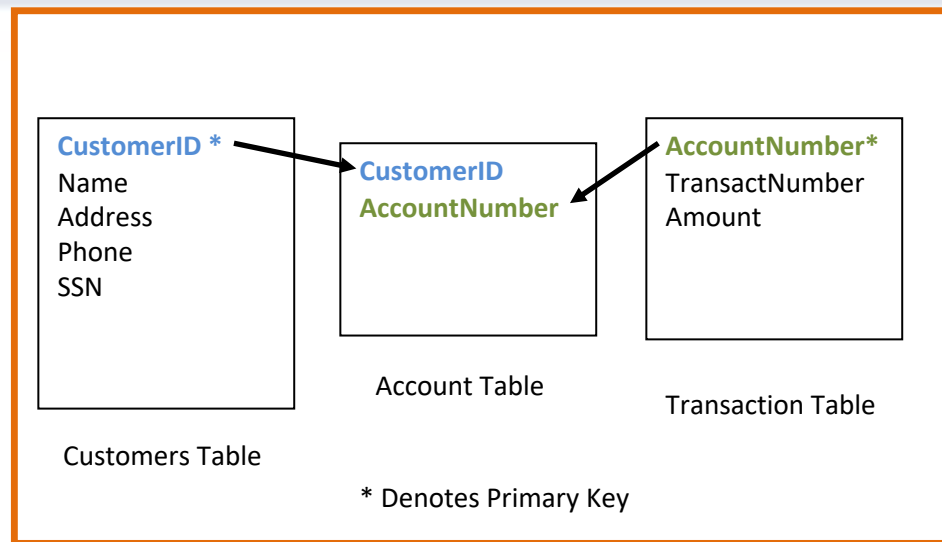 CustomerID *
Name
Address
Phone
SSN
Customers Table
CustomerID
AccountNumber
Account Table
AccountNumber*
TransactNumber
Amount
Transaction Table
* Denotes Primary Key